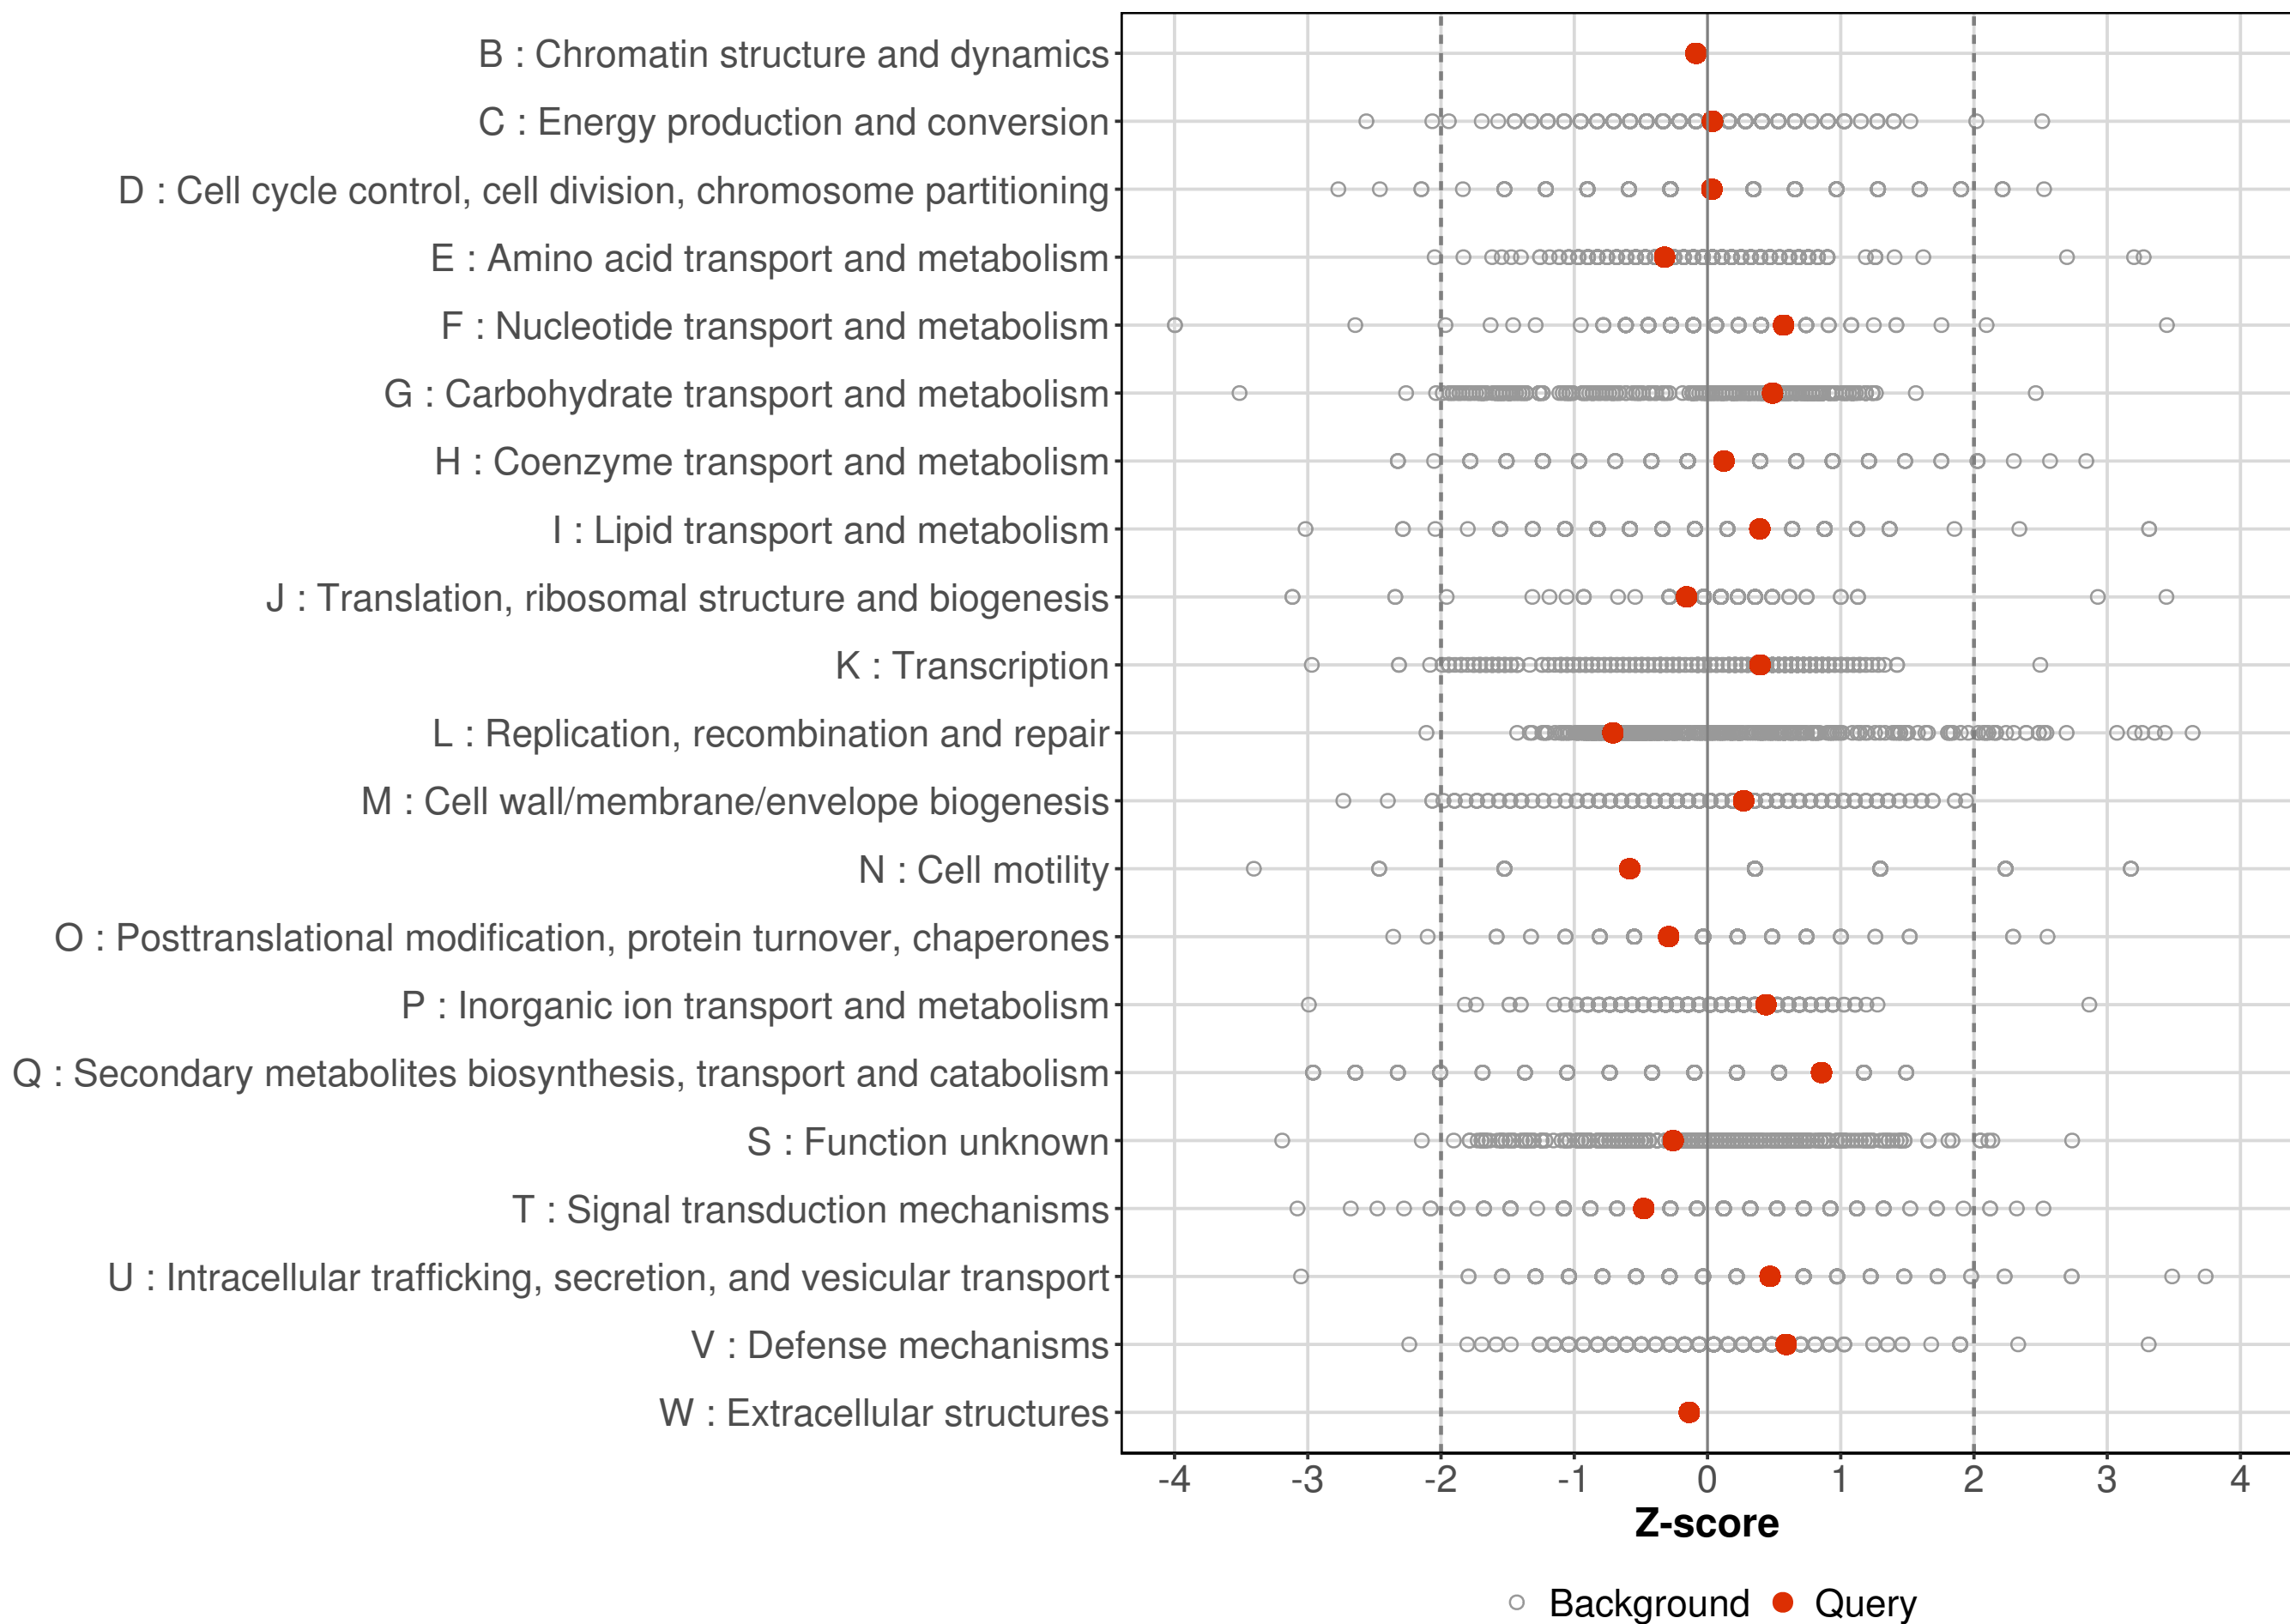 B : Chromatin structure and dynamics
C : Energy production and conversion
D : Cell cycle control, cell division, chromosome partitioning
E : Amino acid transport and metabolism
F : Nucleotide transport and metabolism
G : Carbohydrate transport and metabolism
H : Coenzyme transport and metabolism
I : Lipid transport and metabolism
J : Translation, ribosomal structure and biogenesis
K : Transcription
L : Replication, recombination and repair
M : Cell wall/membrane/envelope biogenesis
N : Cell motility
O : Posttranslational modification, protein turnover, chaperones
P : Inorganic ion transport and metabolism
Q : Secondary metabolites biosynthesis, transport and catabolism
S : Function unknown
T : Signal transduction mechanisms
U : Intracellular trafficking, secretion, and vesicular transport
V : Defense mechanisms
W : Extracellular structures
-4 -3 -2 -1 0 1 2 3 4
Z-score
Background Query